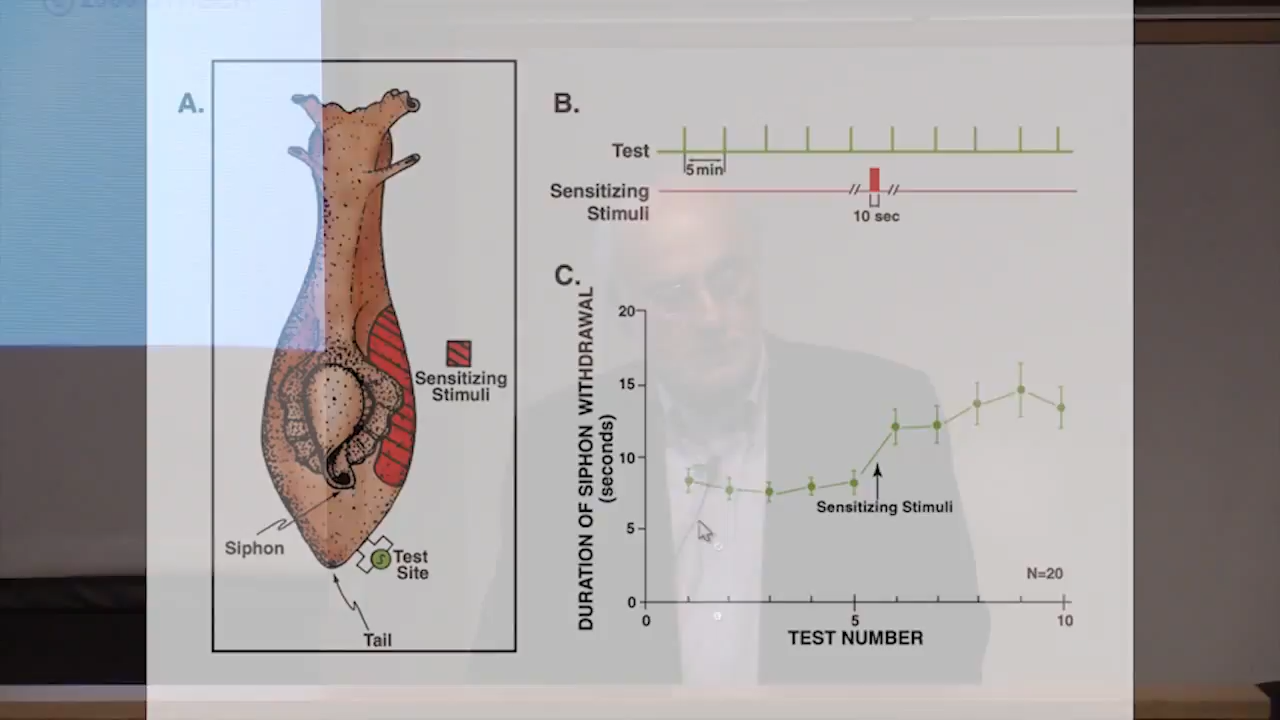 A.
Sensitizing
Stimuli
Siphon
Test
Site
Tail
B.
Test
5 min
Sensitizing
Stimuli
10 sec
C.
DURATION OF SIPHON WITHDRAWAL
(seconds)
20
15
10
5
0
Sensitizing Stimuli
N=20
0
5
10
TEST NUMBER